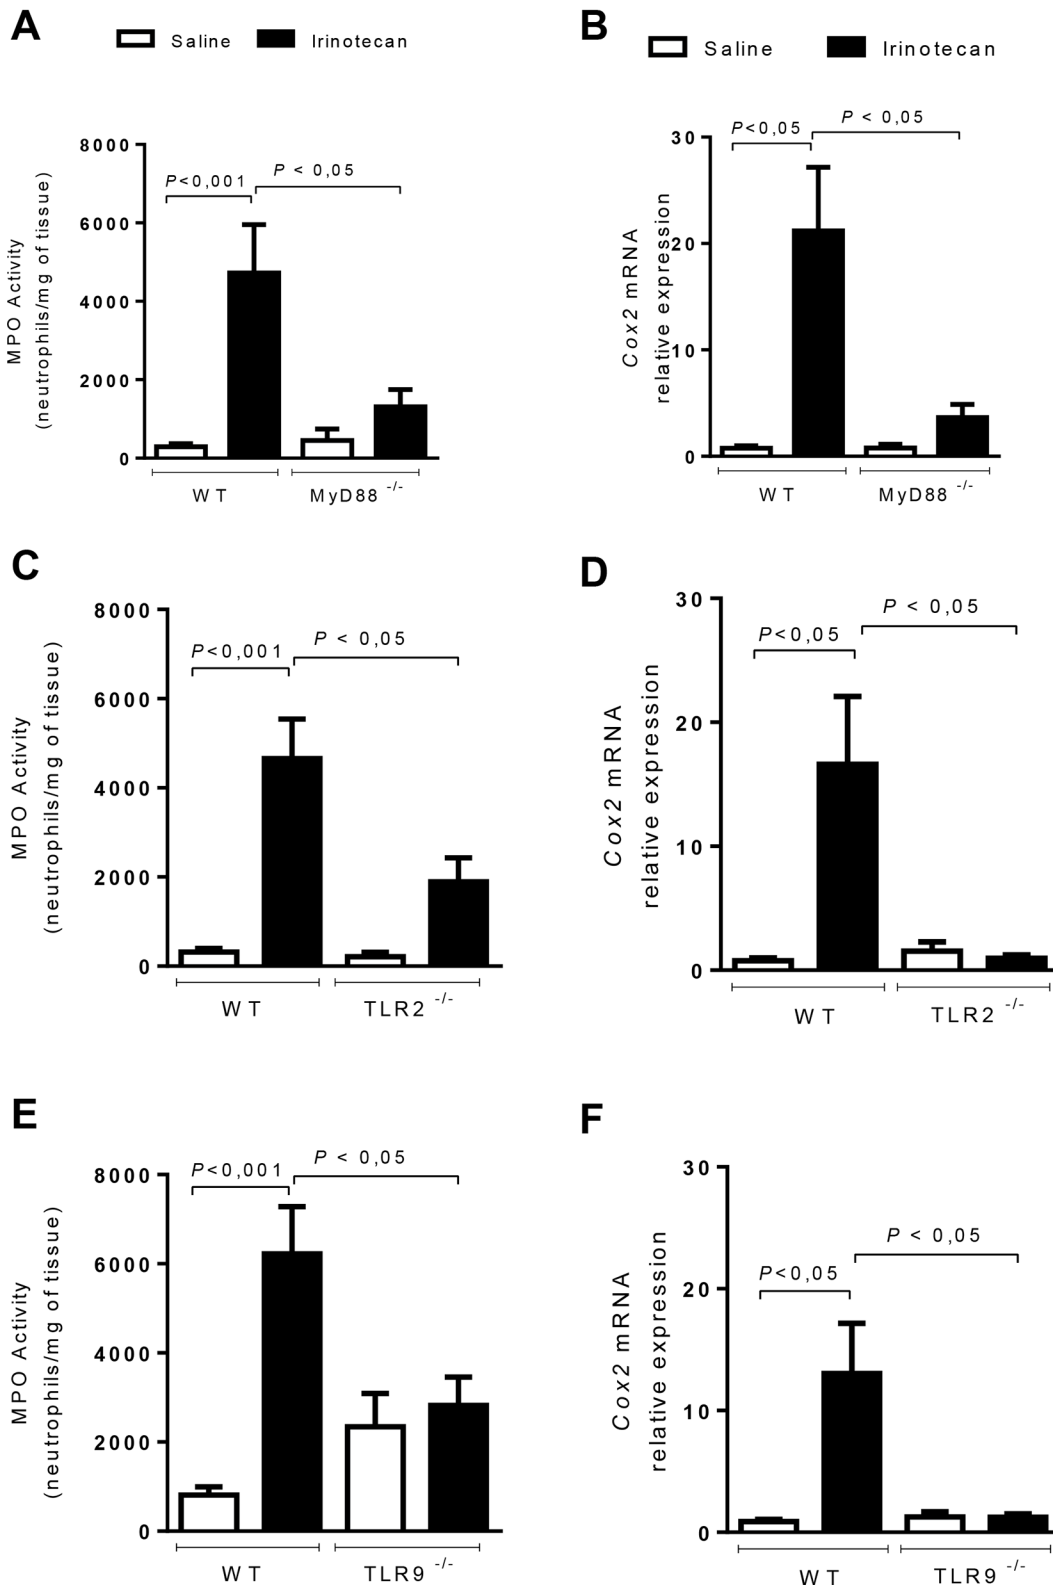 A
Saline Irinotecan
MPO Activity
(neutrophils/mg of tissue)
8000
6000
4000
2000
0
P<0,001
P < 0,05
WT
MyD88 -/-
B
Saline Irinotecan
Cox2 mRNA
relative expression
30
20
10
0
P<0,05
P < 0,05
WT
MyD88 -/-
C
MPO Activity
(neutrophils/mg of tissue)
8000
6000
4000
2000
0
P<0,001
P < 0,05
WT
TLR2 -/-
D
Cox2 mRNA
relative expression
30
20
10
0
P<0,05
P < 0,05
WT
TLR2 -/-
E
MPO Activity
(neutrophils/mg of tissue)
8000
6000
4000
2000
0
P<0,001
P < 0,05
WT
TLR9 -/-
F
Cox2 mRNA
relative expression
30
20
10
0
P<0,05
P < 0,05
WT
TLR9 -/-